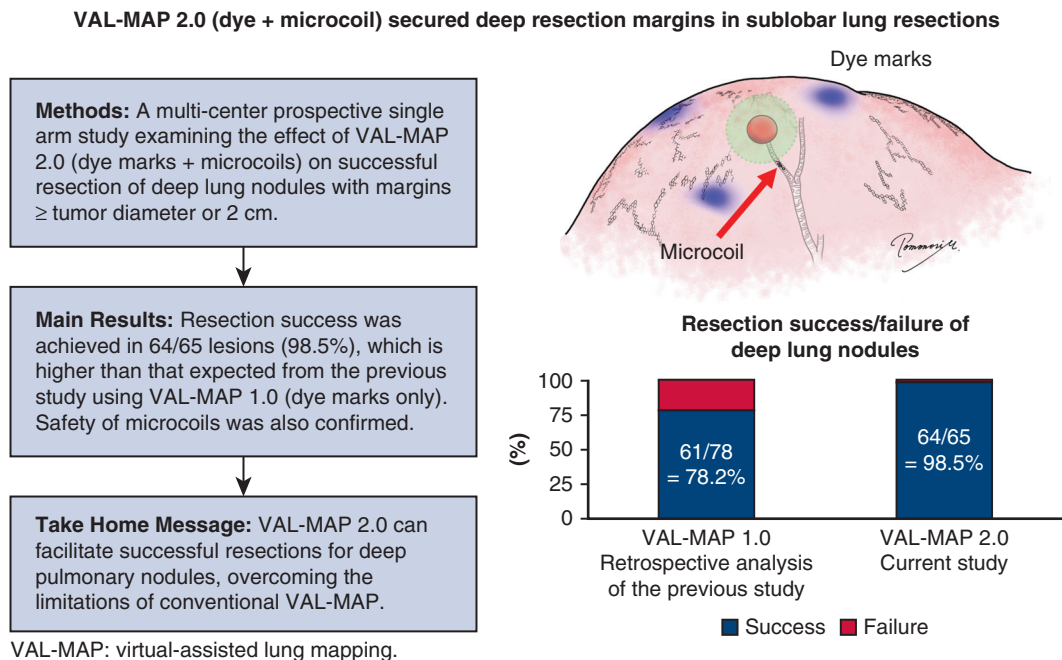 VAL-MAP 2.0 (dye + microcoil) secured deep resection margins in sublobar lung resections
Methods: A multi-center prospective single
arm study examining the effect of VAL-MAP
2.0 (dye marks + microcoils) on successful
resection of deep lung nodules with margins
≥ tumor diameter or 2 cm.
Main Results: Resection success was
achieved in 64/65 lesions (98.5%), which is
higher than that expected from the previous
study using VAL-MAP 1.0 (dye marks only).
Safety of microcoils was also confirmed.
Take Home Message: VAL-MAP 2.0 can
facilitate successful resections for deep
pulmonary nodules, overcoming the
limitations of conventional VAL-MAP.
VAL-MAP: virtual-assisted lung mapping.
Dye marks
Microcoil
Resection success/failure of
deep lung nodules
(%)
100
75
50
25
0
61/78
= 78.2%
64/65
= 98.5%
VAL-MAP 1.0
Retrospective analysis
of the previous study
VAL-MAP 2.0
Current study
Success
Failure